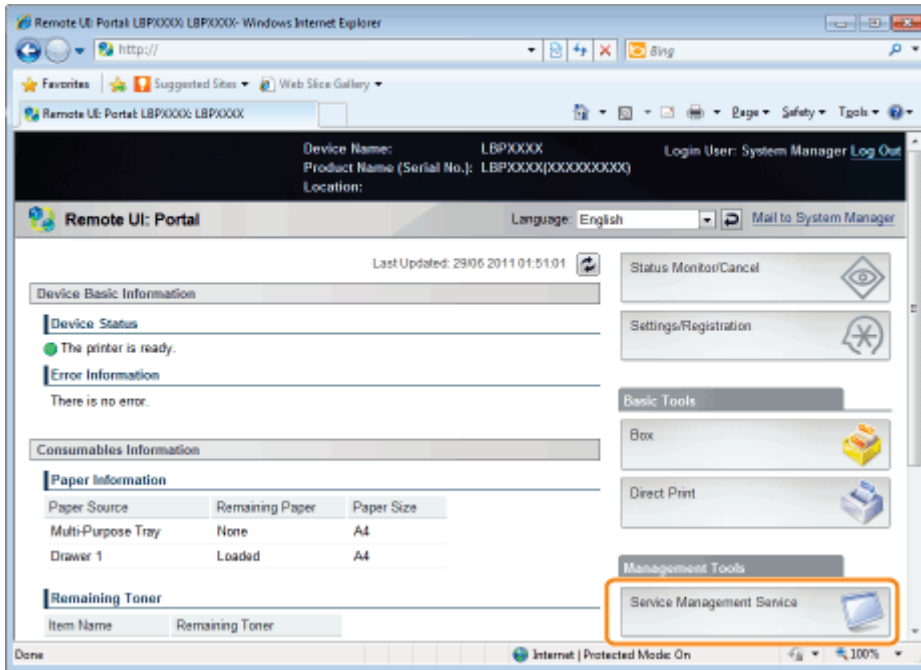 Remote UI: Portal: LBPXXXX: LBPXXXX- Windows Internet Explorer
http://
Bing
Favorites Suggested Sites Web Slice Gallery
Remote UI: Portal: LBPXXXX: LBPXXXX
Page Safety Tools
Device Name: LBPXXXX
Login User: System Manager Log Out
Product Name (Serial No.): LBPXXXX(XXXXXXXXX)
Location:
Remote UI: Portal
Language: English
Mail to System Manager
Last Updated: 29/06 2011 01:51:01
Status Monitor/Cancel
Device Basic Information
Device Status
Settings/Registration
The printer is ready.
Error Information
There is no error.
Basic Tools
Box
Consumables Information
Paper Information
Direct Print
Paper Source Remaining Paper Paper Size
Multi-Purpose Tray None A4
Drawer 1 Loaded A4
Management Tools
Remaining Toner
Service Management Service
Item Name Remaining Toner
Done
Internet | Protected Mode: On
100%